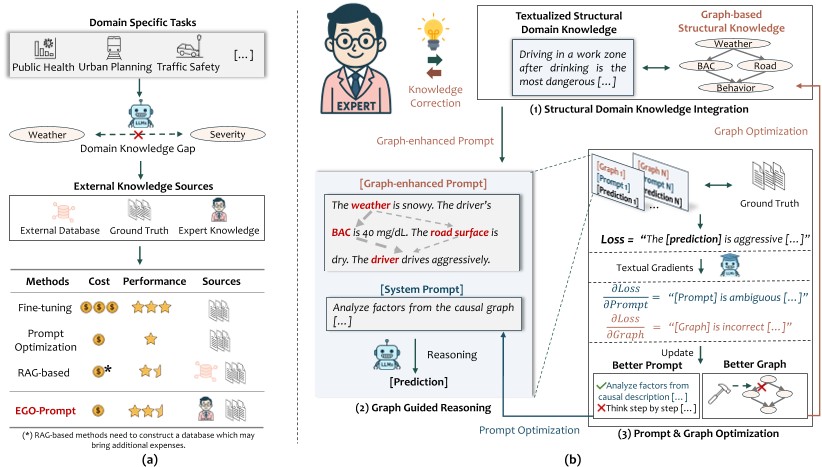 Domain Specific Tasks
Public Health
Urban Planning
Traffic Safety
[...]
LLMs
Weather
Severity
Domain Knowledge Gap
External Knowledge Sources
External Database
Ground Truth
Expert Knowledge
Methods Cost Performance Sources
Fine-tuning
Prompt
Optimization
RAG-based *
EGO-Prompt
(*) RAG-based methods need to construct a database which may
bring additional expenses.
(a)
EXPERT
Knowledge
Correction
Textualized Structural
Domain Knowledge
Driving in a work zone
after drinking is the
most dangerous [...]
Graph-based
Structural Knowledge
Weather
BAC
Road
Behavior
(1) Structural Domain Knowledge Integration
Graph-enhanced Prompt
Graph Optimization
[Graph-enhanced Prompt]
The weather is snowy. The driver's
BAC is 40 mg/dL. The road surface is
dry. The driver drives aggressively.
[System Prompt]
Analyze factors from the causal graph
[...]
LLMs
Reasoning
[Prediction]
(2) Graph Guided Reasoning
[Graph 1]
[Prompt 1]
[Prediction 1]
...
[Graph N]
[Prompt N]
[Prediction N]
Ground Truth
Loss = “The [prediction] is aggressive [...]”
Textual Gradients
LLMs
∂Loss
∂Prompt = “[Prompt] is ambiguous [...]”
∂Loss
∂Graph = “[Graph] is incorrect [...]”
Update
Better Prompt
Analyze factors from
causal description [...]
Think step by step [...]
Better Graph
(3) Prompt & Graph Optimization
Prompt Optimization
(b)